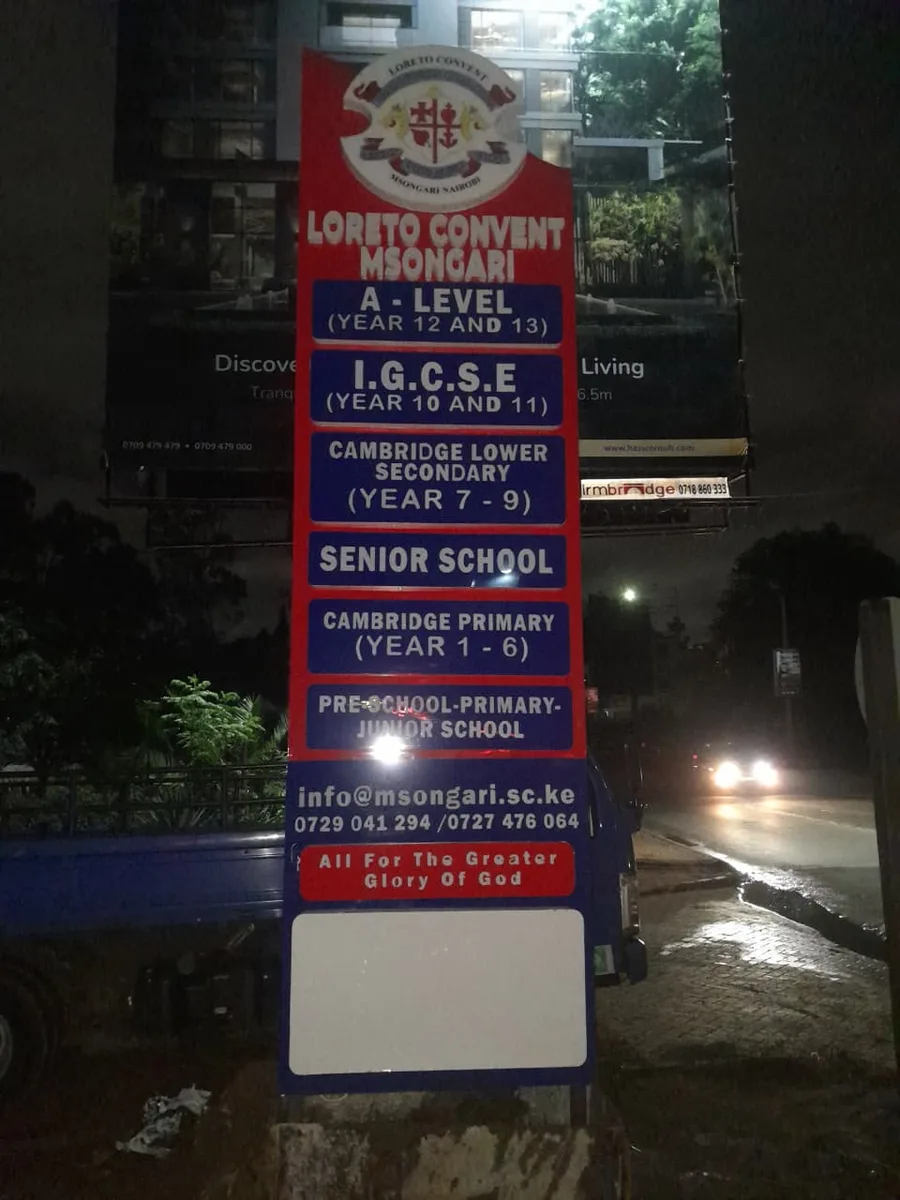 LORETO CONVENT
MSONGARI NAIROBI
LORETO CONVENT
MSONGARI
A - LEVEL
(YEAR 12 AND 13)
I.G.C.S.E
(YEAR 10 AND 11)
CAMBRIDGE LOWER
SECONDARY
(YEAR 7 - 9)
SENIOR SCHOOL
CAMBRIDGE PRIMARY
(YEAR 1 - 6)
PRE-SCHOOL-PRIMARY-
JUNIOR SCHOOL
info@msongari.sc.ke
0729 041 294 /0727 476 064
All For The Greater
Glory Of God
Discove
Living
Tranq
6.5m
0709 479 479 • 0709 479 000
0718 860 333